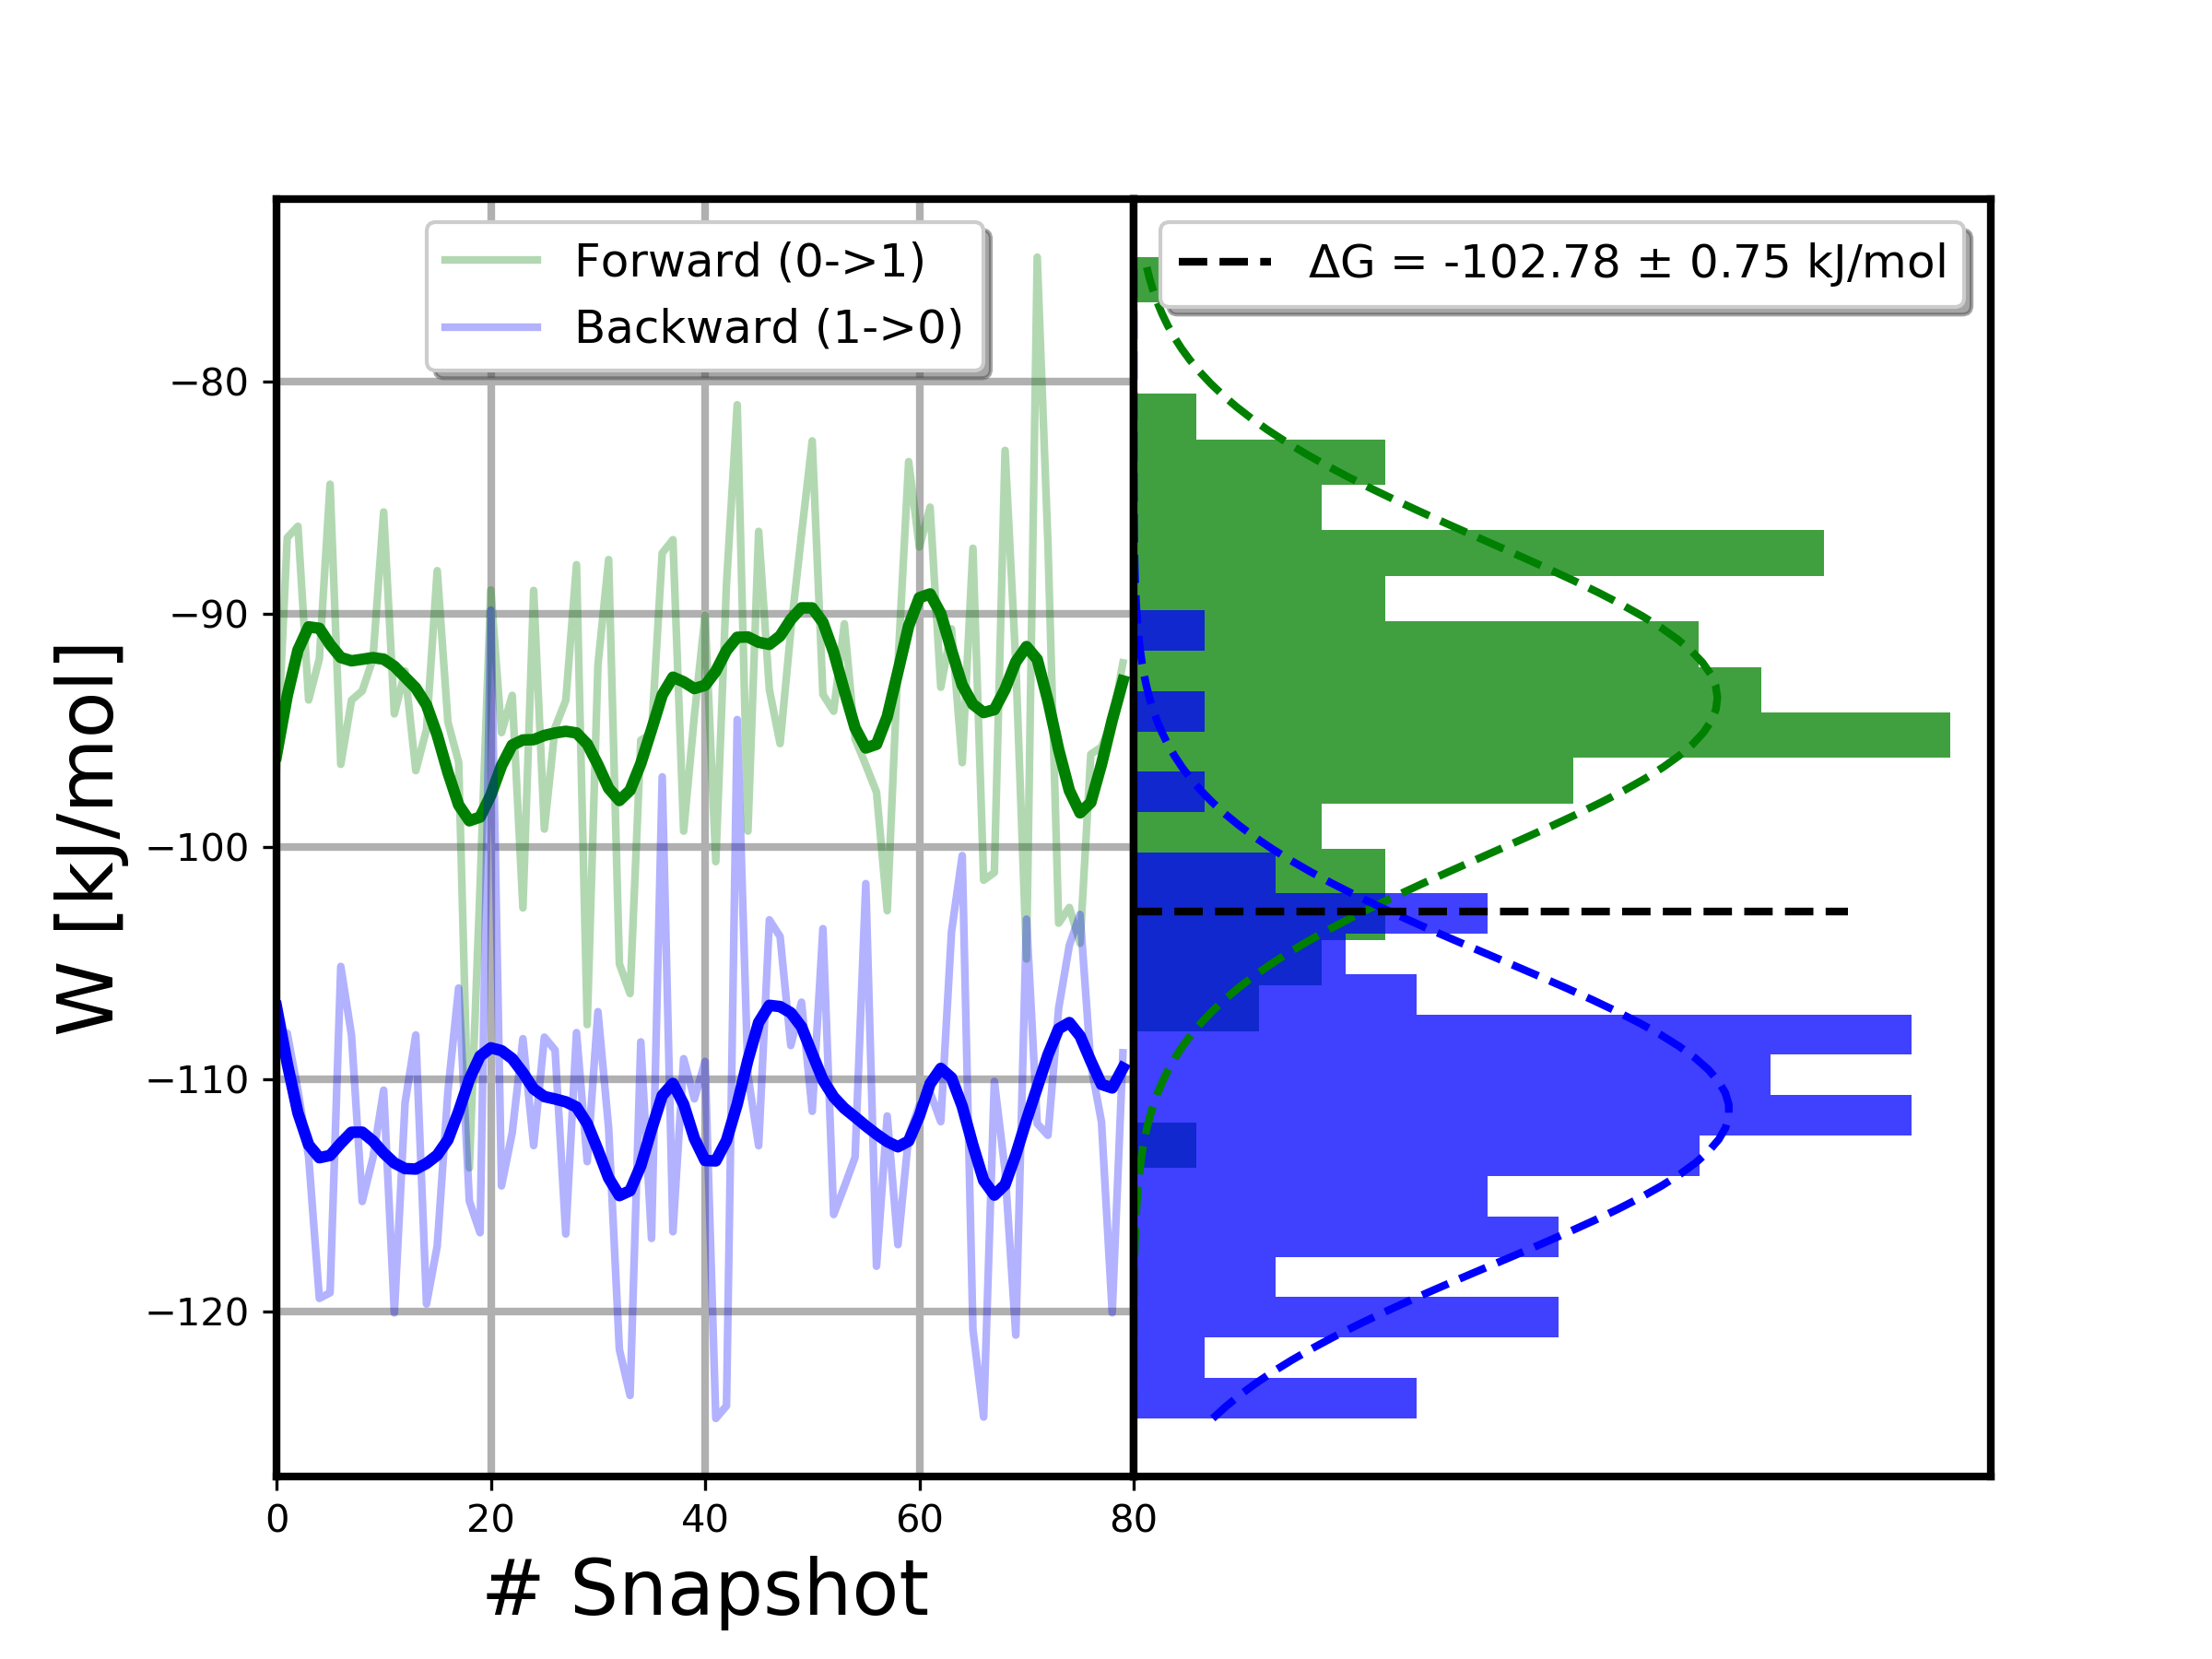 Forward (0->1)
Backward (1->0)
ΔG = -102.78 ± 0.75 kJ/mol
W [kJ/mol]
−80
−90
−100
−110
−120
0 20 40 60 80
# Snapshot